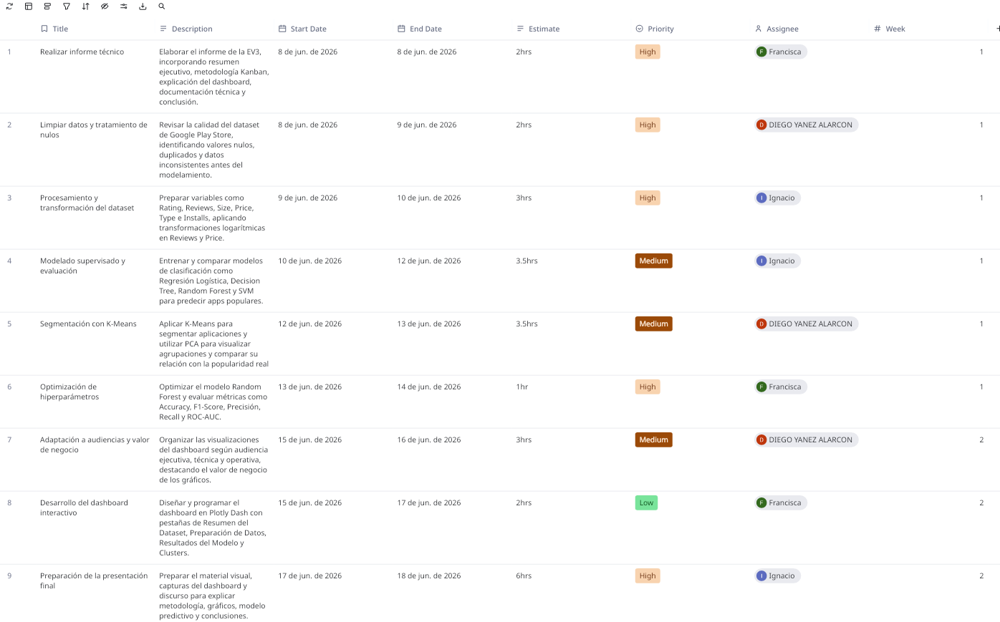 Title
Description
Start Date
End Date
Estimate
Priority
Assignee
Week
1
Realizar informe técnico
Elaborar el informe de la EV3,
incorporando resumen
ejecutivo, metodología Kanban,
explicación del dashboard,
documentación técnica y
conclusión.
8 de jun. de 2026
8 de jun. de 2026
2hrs
High
F Francisca
1
2
Limpiar datos y tratamiento de
nulos
Revisar la calidad del dataset
de Google Play Store,
identificando valores nulos,
duplicados y datos
inconsistentes antes del
modelamiento.
8 de jun. de 2026
9 de jun. de 2026
2hrs
High
D DIEGO YANEZ ALARCON
1
3
Procesamiento y
transformación del dataset
Preparar variables como
Rating, Reviews, Size, Price,
Type e Installs, aplicando
transformaciones logarítmicas
en Reviews y Price.
9 de jun. de 2026
10 de jun. de 2026
3hrs
High
I Ignacio
1
4
Modelado supervisado y
evaluación
Entrenar y comparar modelos
de clasificación como
Regresión Logística, Decision
Tree, Random Forest y SVM
para predecir apps populares.
10 de jun. de 2026
12 de jun. de 2026
3.5hrs
Medium
I Ignacio
1
5
Segmentación con K-Means
Aplicar K-Means para
segmentar aplicaciones y
utilizar PCA para visualizar
agrupaciones y comparar su
relación con la popularidad real
12 de jun. de 2026
13 de jun. de 2026
3.5hrs
Medium
D DIEGO YANEZ ALARCON
1
6
Optimización de
hiperparámetros
Optimizar el modelo Random
Forest y evaluar métricas como
Accuracy, F1-Score, Precisión,
Recall y ROC-AUC.
13 de jun. de 2026
14 de jun. de 2026
1hr
High
F Francisca
1
7
Adaptación a audiencias y valor
de negocio
Organizar las visualizaciones
del dashboard según audiencia
ejecutiva, técnica y operativa,
destacando el valor de negocio
de los gráficos.
15 de jun. de 2026
16 de jun. de 2026
3hrs
Medium
D DIEGO YANEZ ALARCON
2
8
Desarrollo del dashboard
interactivo
Diseñar y programar el
dashboard en Plotly Dash con
pestañas de Resumen del
Dataset, Preparación de Datos,
Resultados del Modelo y
Clusters.
15 de jun. de 2026
17 de jun. de 2026
2hrs
Low
F Francisca
2
9
Preparación de la presentación
final
Preparar el material visual,
capturas del dashboard y
discurso para explicar
metodología, gráficos, modelo
predictivo y conclusiones.
17 de jun. de 2026
18 de jun. de 2026
6hrs
High
I Ignacio
2